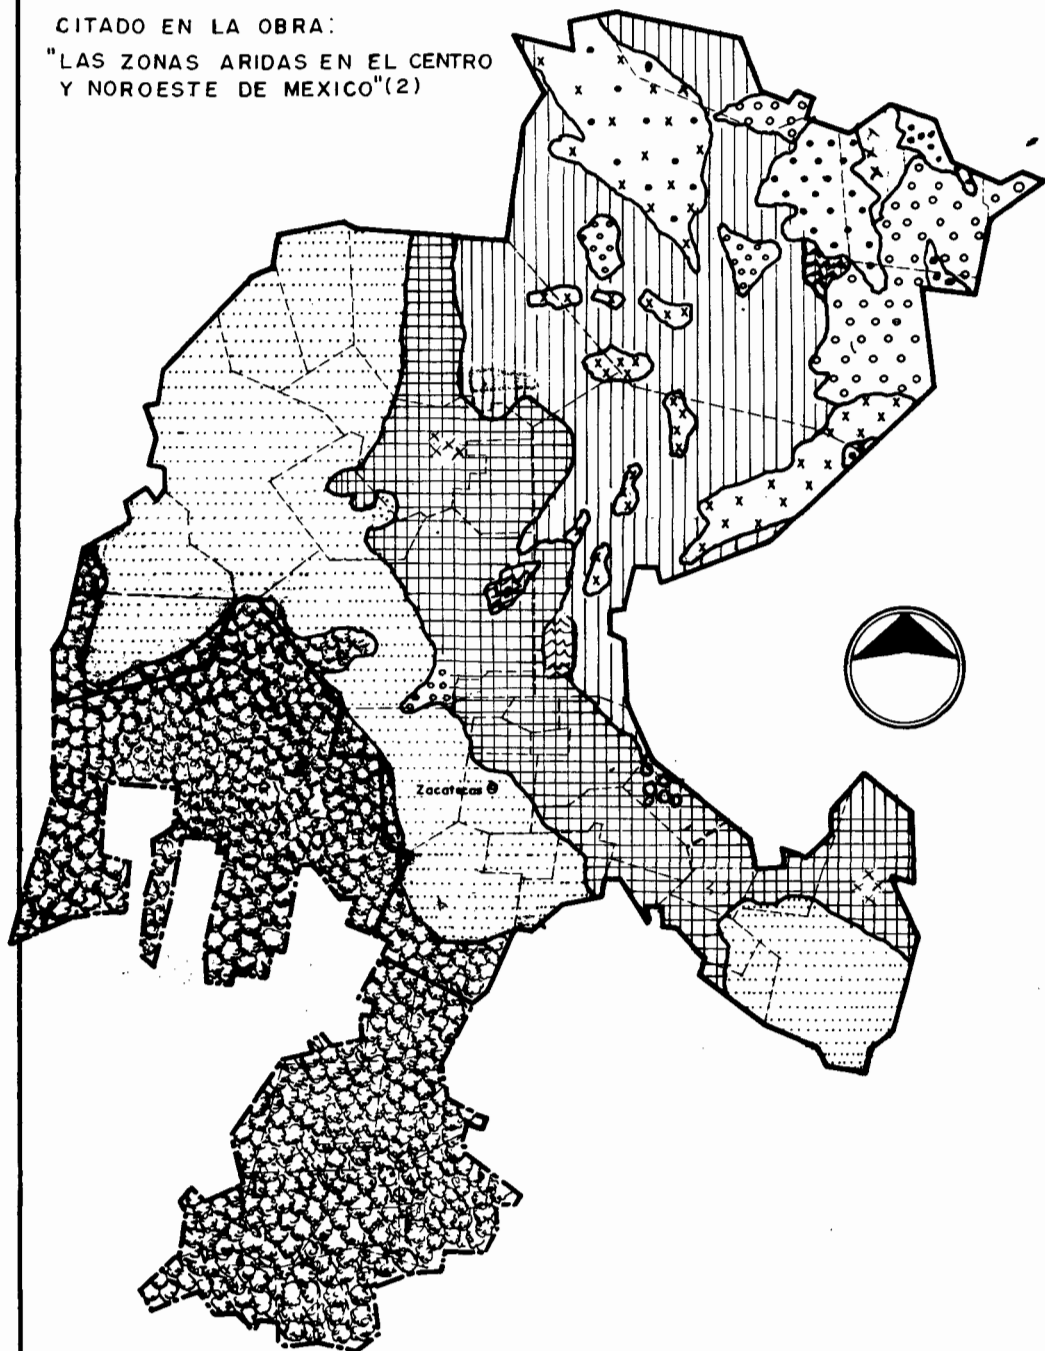 CITADO EN LA OBRA:
"LAS ZONAS ARIDAS EN EL CENTRO
Y NOROESTE DE MEXICO"(2)
Zacatecas